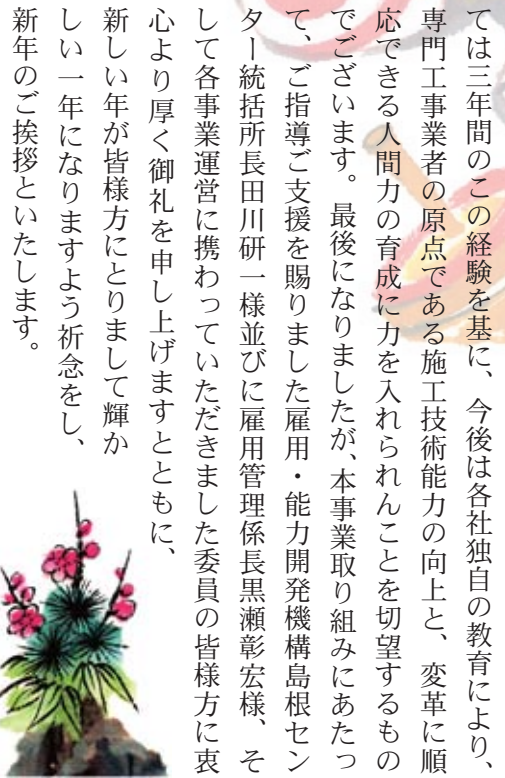 ては三年間のこの経験を基に、今後は各社独自の教育により、
専門工事業者の原点である施工技術能力の向上と、変革に順
応できる人間力の育成に力を入れられんことを切望するもの
でございます。最後になりましたが、本事業取り組みにあたっ
て、ご指導ご支援を賜りました雇用・能力開発機構島根セン
ター統括所長田川研一様並びに雇用管理係長黒瀬彰宏様、そ
して各事業運営に携わっていただきました委員の皆様方に衷
心より厚く御礼を申し上げますとともに、
新しい年が皆様方にとりまして輝か
しい一年になりますよう祈念をし、
新年のご挨拶といたします。